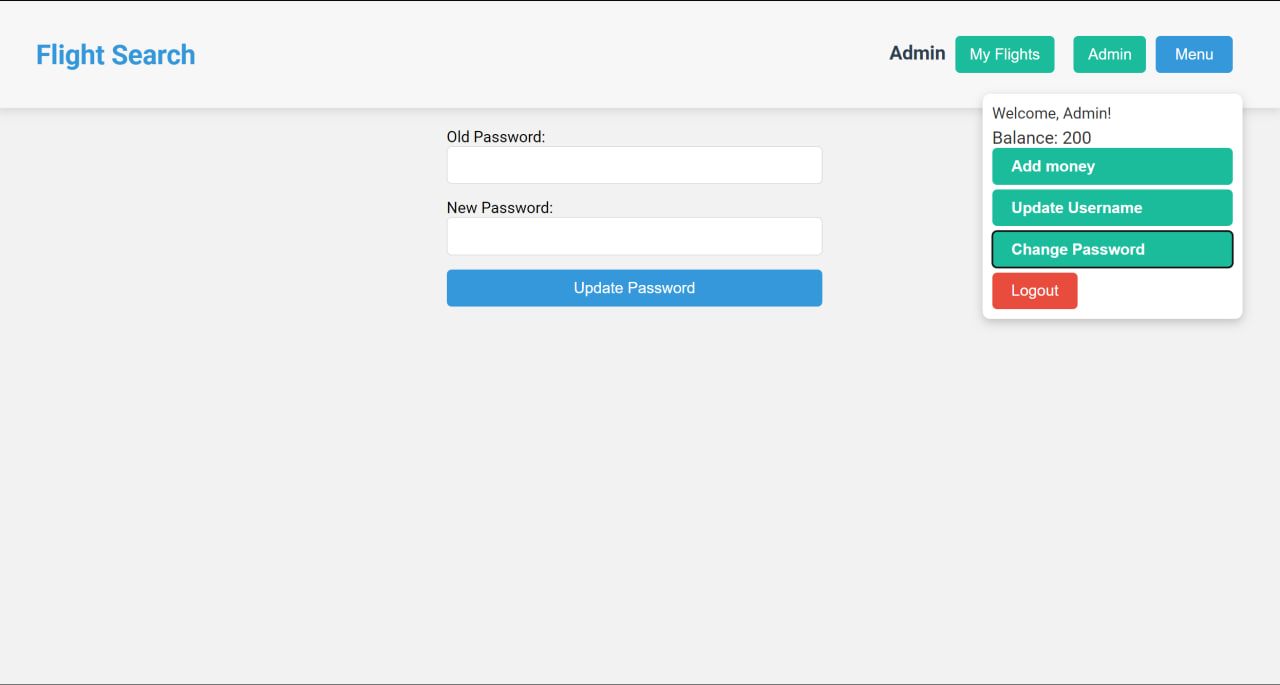 Flight Search
Admin
My Flights
Admin
Menu
Welcome, Admin!
Balance: 200
Add money
Update Username
Change Password
Logout
Old Password:
New Password:
Update Password